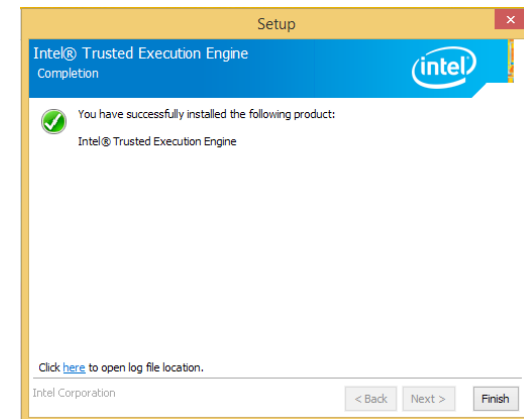 Setup
Intel® Trusted Execution Engine
Completion
intel
You have successfully installed the following product:
Intel® Trusted Execution Engine
Click here to open log file location.
Intel Corporation
< Back
Next >
Finish